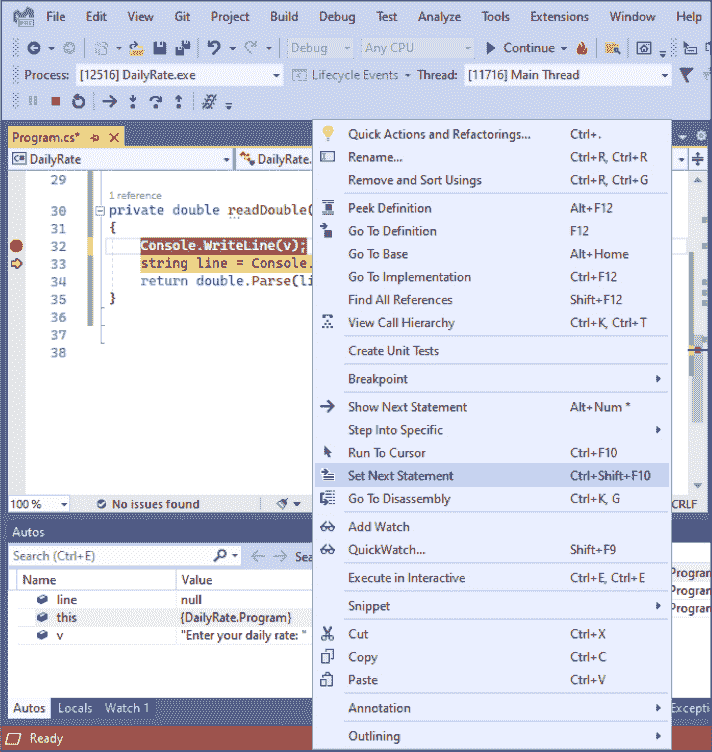 File Edit View Git Project Build Debug Test Analyze Tools Extensions Window Help
Debug Any CPU Continue
Process: [12516] DailyRate.exe Lifecycle Events Thread: [11716] Main Thread
Program.cs*
C# DailyRate DailyRate.
29
1 reference
30 private double readDouble(
31 {
32 Console.WriteLine(v);
33 string line = Console.
34 return double.Parse(li
35 }
36
37
38
Quick Actions and Refactorings... Ctrl+.
Rename... Ctrl+R, Ctrl+R
Remove and Sort Usings Ctrl+R, Ctrl+G
Peek Definition Alt+F12
Go To Definition F12
Go To Base Alt+Home
Go To Implementation Ctrl+F12
Find All References Shift+F12
View Call Hierarchy Ctrl+K, Ctrl+T
Create Unit Tests
Breakpoint
Show Next Statement Alt+Num *
Step Into Specific
Run To Cursor Ctrl+F10
Set Next Statement Ctrl+Shift+F10
Go To Disassembly Ctrl+K, G
Add Watch
QuickWatch... Shift+F9
Execute in Interactive Ctrl+E, Ctrl+E
Snippet
Cut Ctrl+X
Copy Ctrl+C
Paste Ctrl+V
Annotation
Outlining
100 % No issues found CRLF
Autos
Search (Ctrl+E) Sea
Name Value
line null
this {DailyRate.Program}
v "Enter your daily rate: "
Program
Program
Program
Autos Locals Watch 1 Excepti
Ready